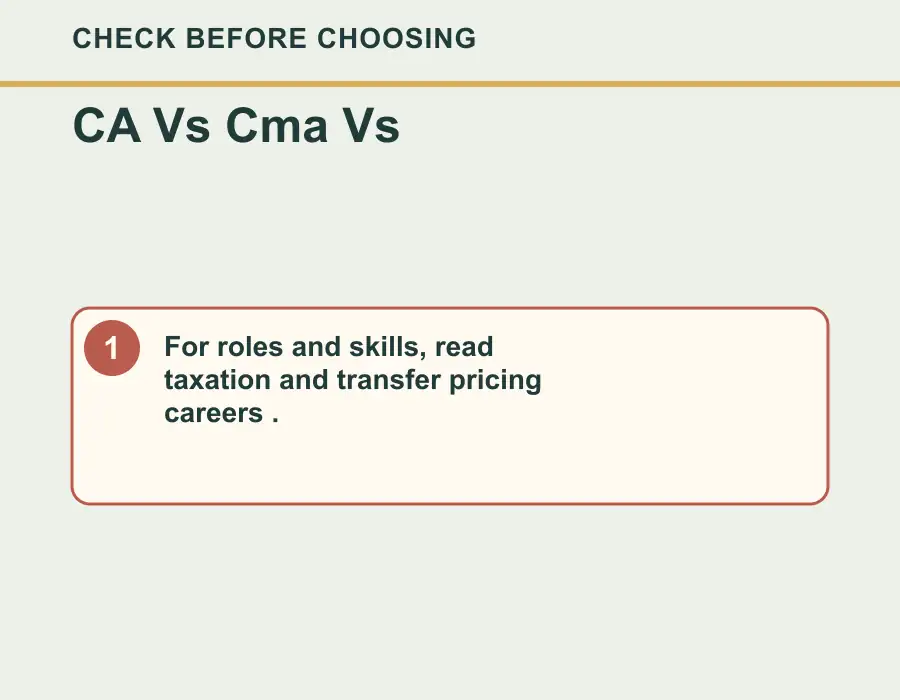 CHECK BEFORE CHOOSING
CA Vs Cma Vs
1
For roles and skills, read
taxation and transfer pricing
careers .